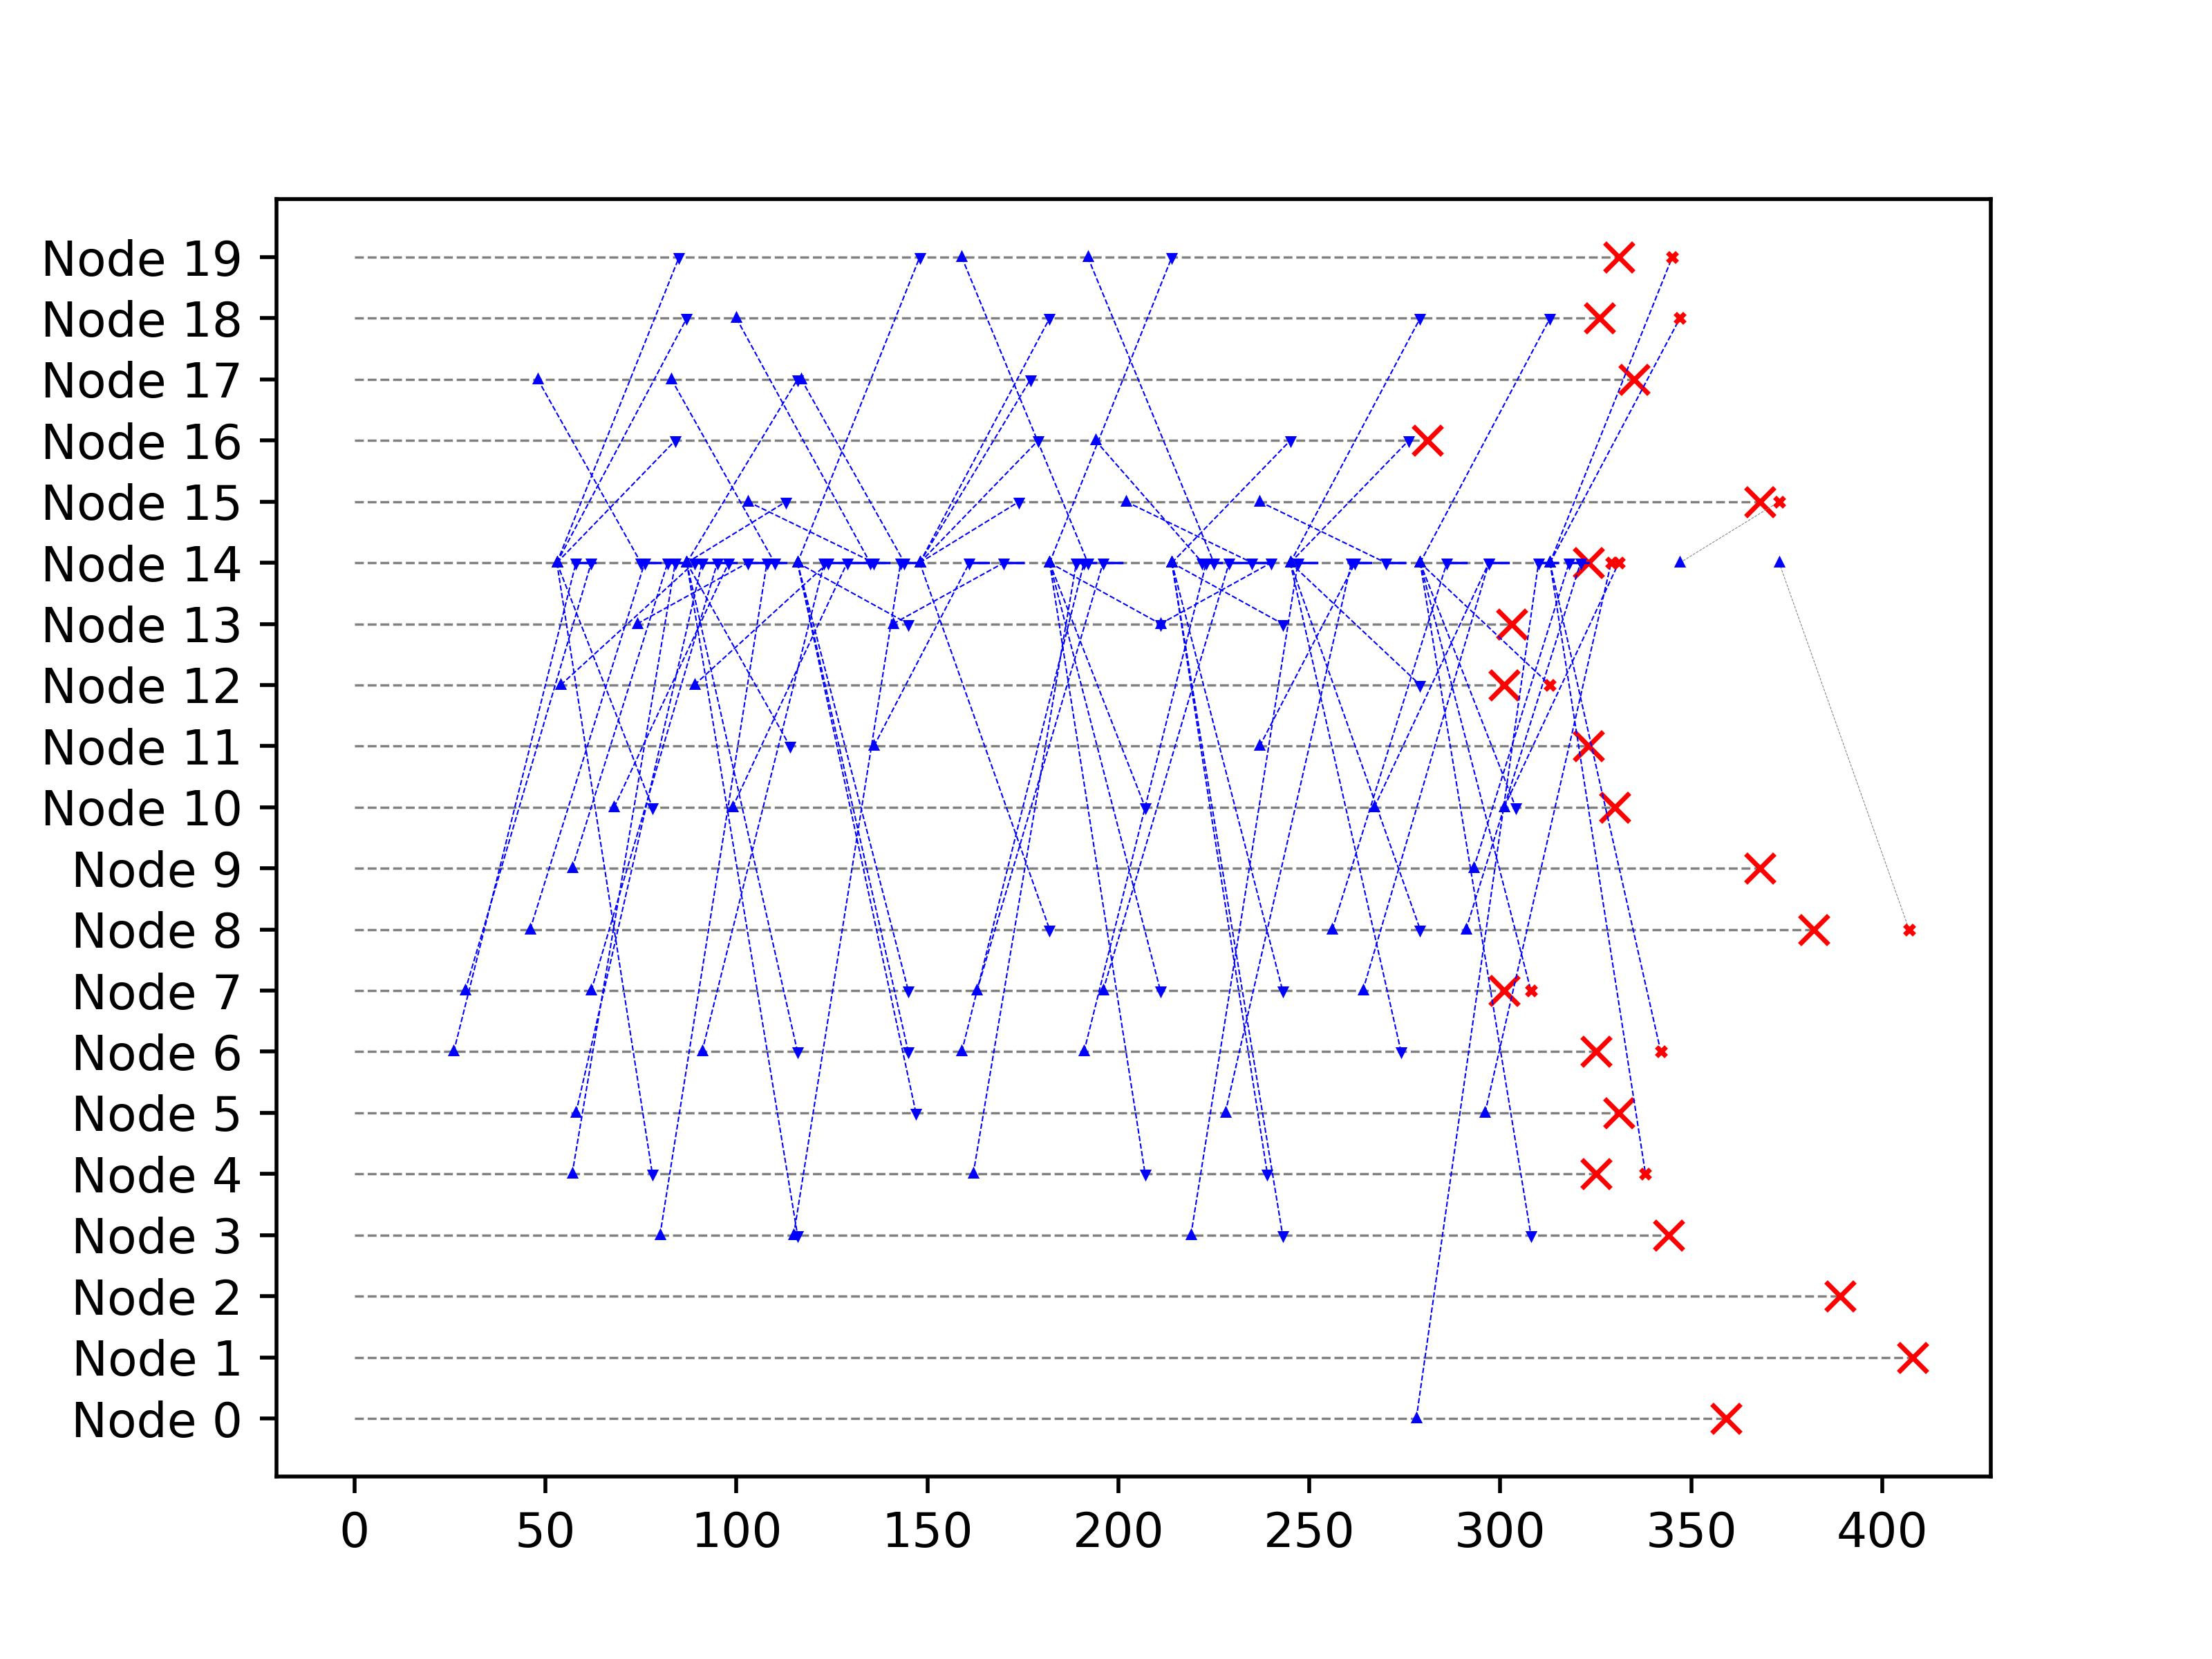 Node 19
Node 18
Node 17
Node 16
Node 15
Node 14
Node 13
Node 12
Node 11
Node 10
Node 9
Node 8
Node 7
Node 6
Node 5
Node 4
Node 3
Node 2
Node 1
Node 0
0 50 100 150 200 250 300 350 400